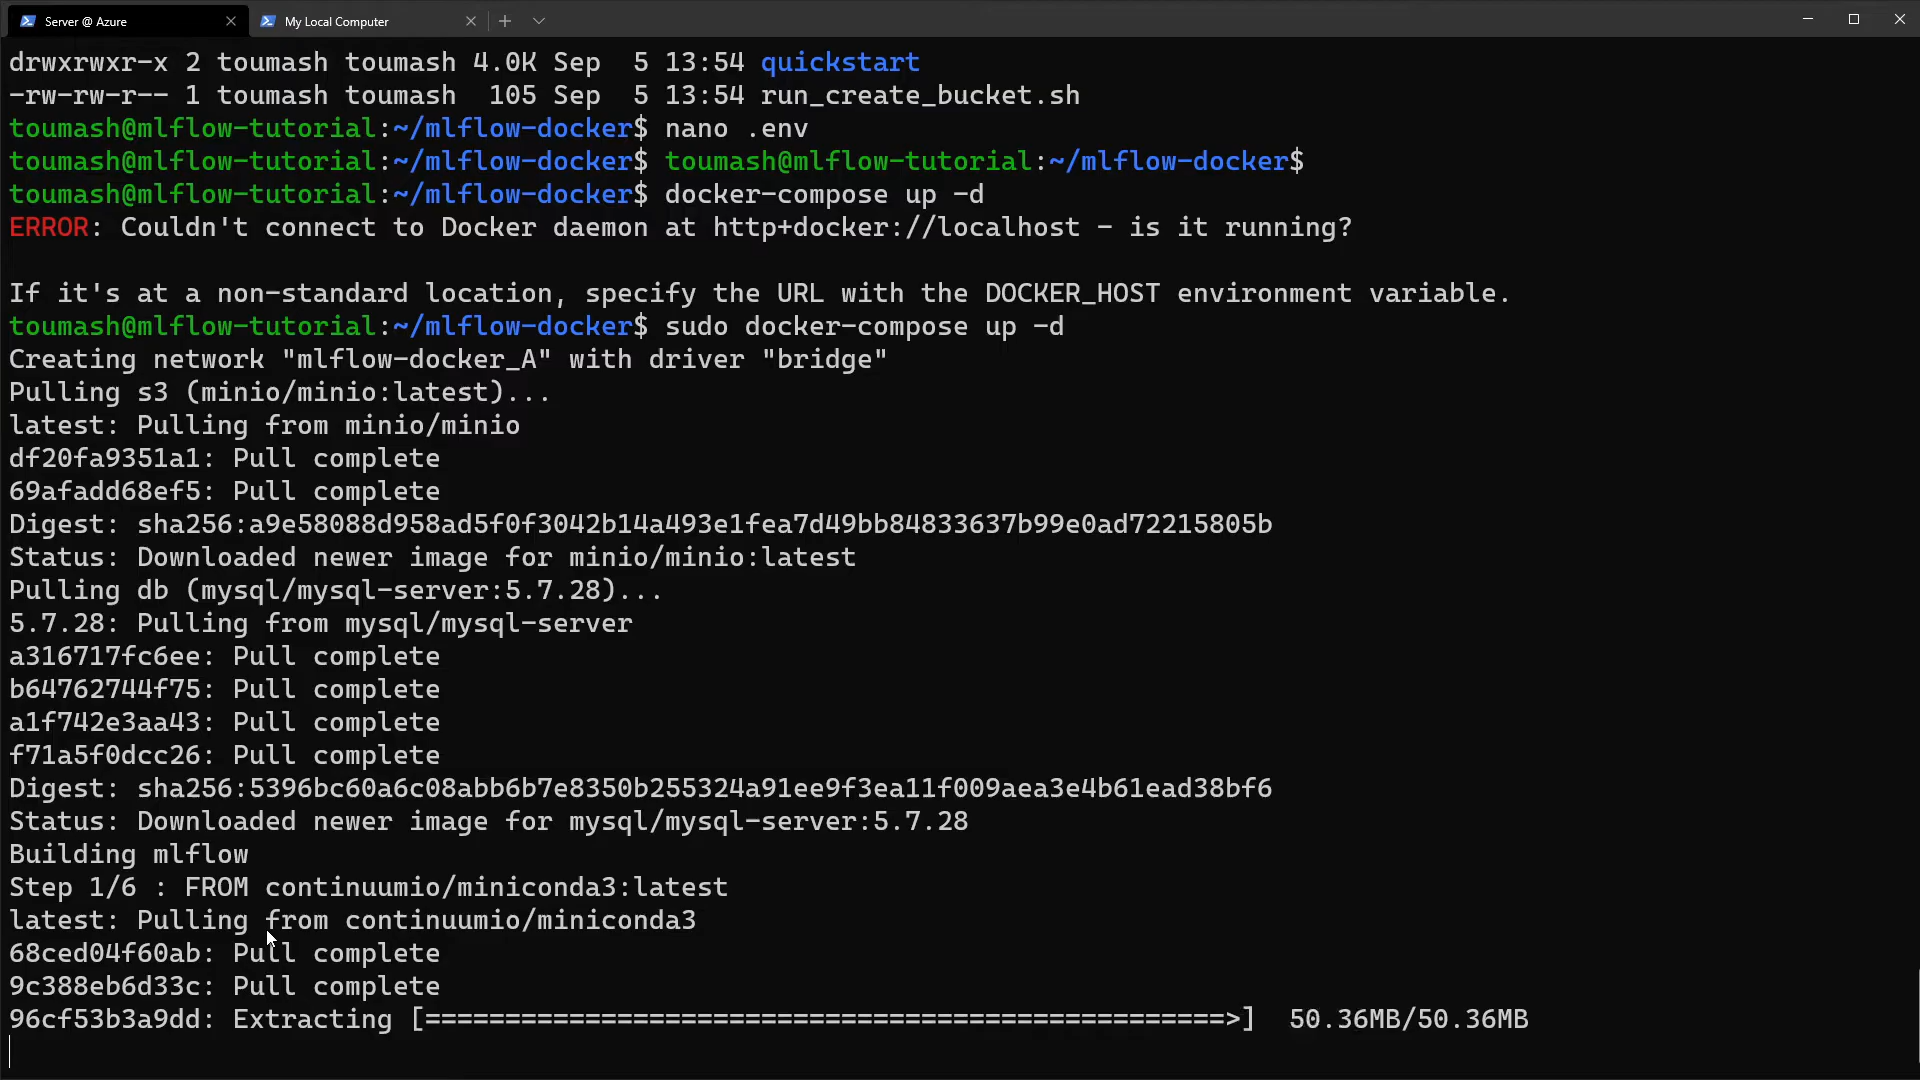 Server @ Azure
My Local Computer
drwxrwxr-x 2 toumash toumash 4.0K Sep  5 13:54 quickstart
-rw-rw-r-- 1 toumash toumash  105 Sep  5 13:54 run_create_bucket.sh
toumash@mlflow-tutorial:~/mlflow-docker$ nano .env
toumash@mlflow-tutorial:~/mlflow-docker$ toumash@mlflow-tutorial:~/mlflow-docker$
toumash@mlflow-tutorial:~/mlflow-docker$ docker-compose up -d
ERROR: Couldn't connect to Docker daemon at http+docker://localhost - is it running?
If it's at a non-standard location, specify the URL with the DOCKER_HOST environment variable.
toumash@mlflow-tutorial:~/mlflow-docker$ sudo docker-compose up -d
Creating network "mlflow-docker_A" with driver "bridge"
Pulling s3 (minio/minio:latest)...
latest: Pulling from minio/minio
df20fa9351a1: Pull complete
69afadd68ef5: Pull complete
Digest: sha256:a9e58088d958ad5f0f3042b14a493e1fea7d49bb84833637b99e0ad72215805b
Status: Downloaded newer image for minio/minio:latest
Pulling db (mysql/mysql-server:5.7.28)...
5.7.28: Pulling from mysql/mysql-server
a316717fc6ee: Pull complete
b64762744f75: Pull complete
a1f742e3aa43: Pull complete
f71a5f0dcc26: Pull complete
Digest: sha256:5396bc60a6c08abb6b7e8350b255324a91ee9f3ea11f009aea3e4b61ead38bf6
Status: Downloaded newer image for mysql/mysql-server:5.7.28
Building mlflow
Step 1/6 : FROM continuumio/miniconda3:latest
latest: Pulling from continuumio/miniconda3
68ced04f60ab: Pull complete
9c388eb6d33c: Pull complete
96cf53b3a9dd: Extracting [==================================================>]  50.36MB/50.36MB